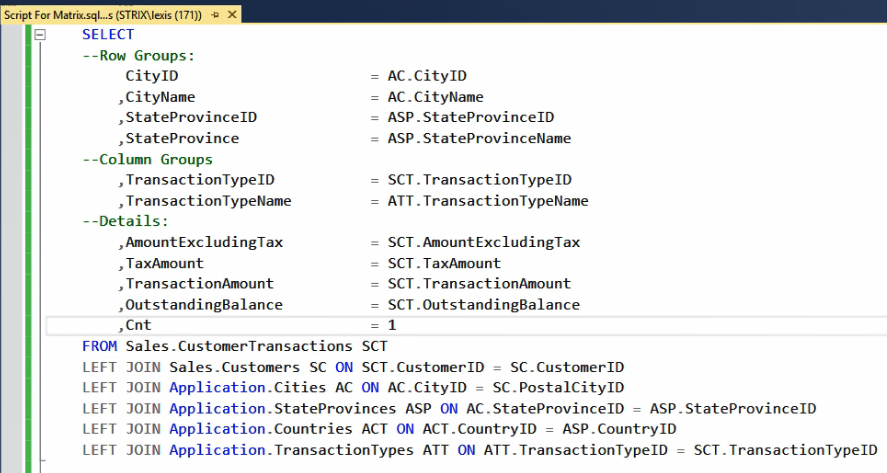 Script For Matrix.sql...s (STRIX\lexis (171))
SELECT
--Row Groups:
CityID = AC.CityID
,CityName = AC.CityName
,StateProvinceID = ASP.StateProvinceID
,StateProvince = ASP.StateProvinceName
--Column Groups
,TransactionTypeID = SCT.TransactionTypeID
,TransactionTypeName = ATT.TransactionTypeName
--Details:
,AmountExcludingTax = SCT.AmountExcludingTax
,TaxAmount = SCT.TaxAmount
,TransactionAmount = SCT.TransactionAmount
,OutstandingBalance = SCT.OutstandingBalance
,Cnt = 1
FROM Sales.CustomerTransactions SCT
LEFT JOIN Sales.Customers SC ON SCT.CustomerID = SC.CustomerID
LEFT JOIN Application.Cities AC ON AC.CityID = SC.PostalCityID
LEFT JOIN Application.StateProvinces ASP ON AC.StateProvinceID = ASP.StateProvinceID
LEFT JOIN Application.Countries ACT ON ACT.CountryID = ASP.CountryID
LEFT JOIN Application.TransactionTypes ATT ON ATT.TransactionTypeID = SCT.TransactionTypeID